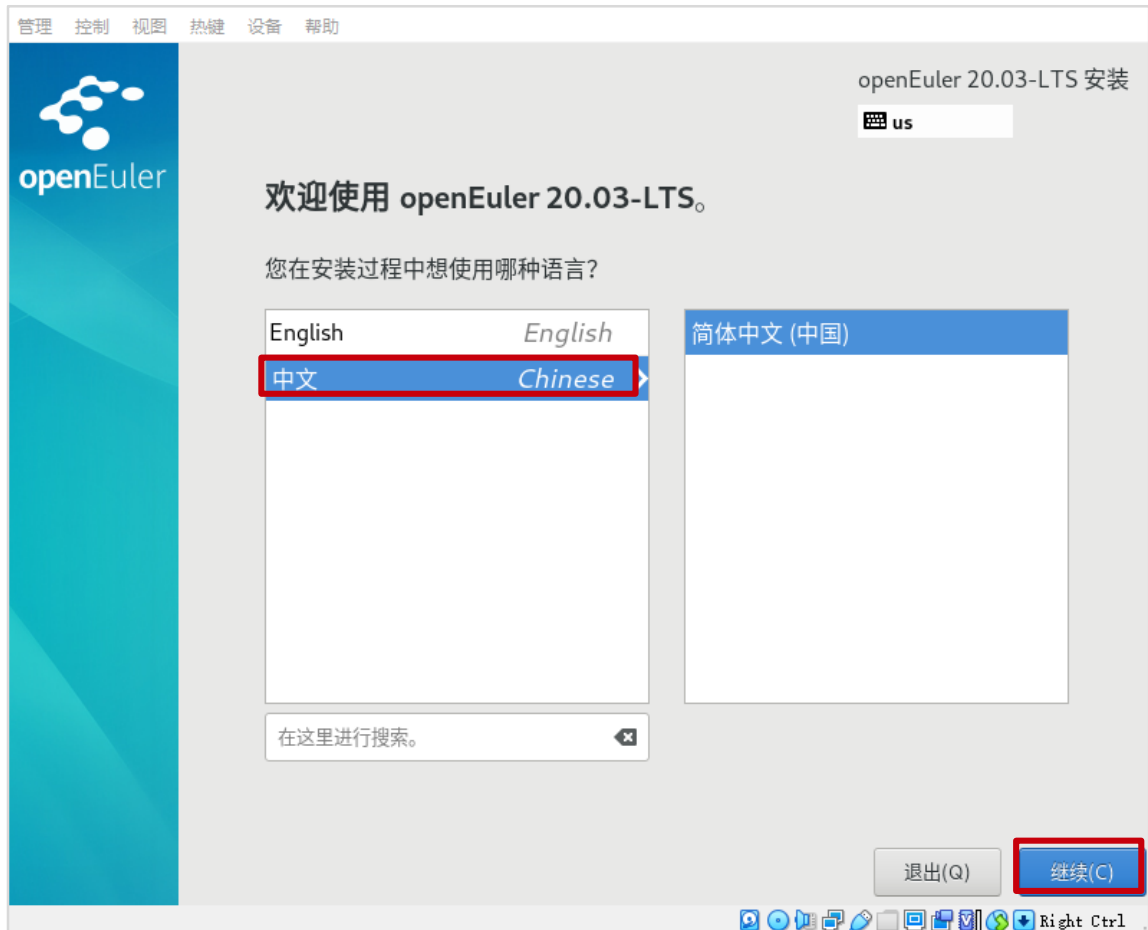 管理 控制 视图 热键 设备 帮助
openEuler
openEuler 20.03-LTS 安装
us
欢迎使用 openEuler 20.03-LTS。
您在安装过程中想使用哪种语言？
English English
中文 Chinese
简体中文 (中国)
在这里进行搜索。
退出(Q) 继续(C)
Right Ctrl